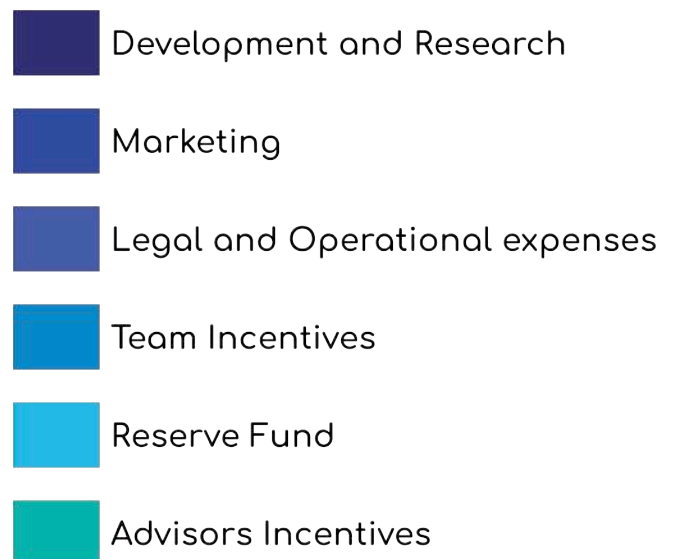 Development and Research
Marketing
Legal and Operational expenses
Team Incentives
Reserve Fund
Advisors Incentives